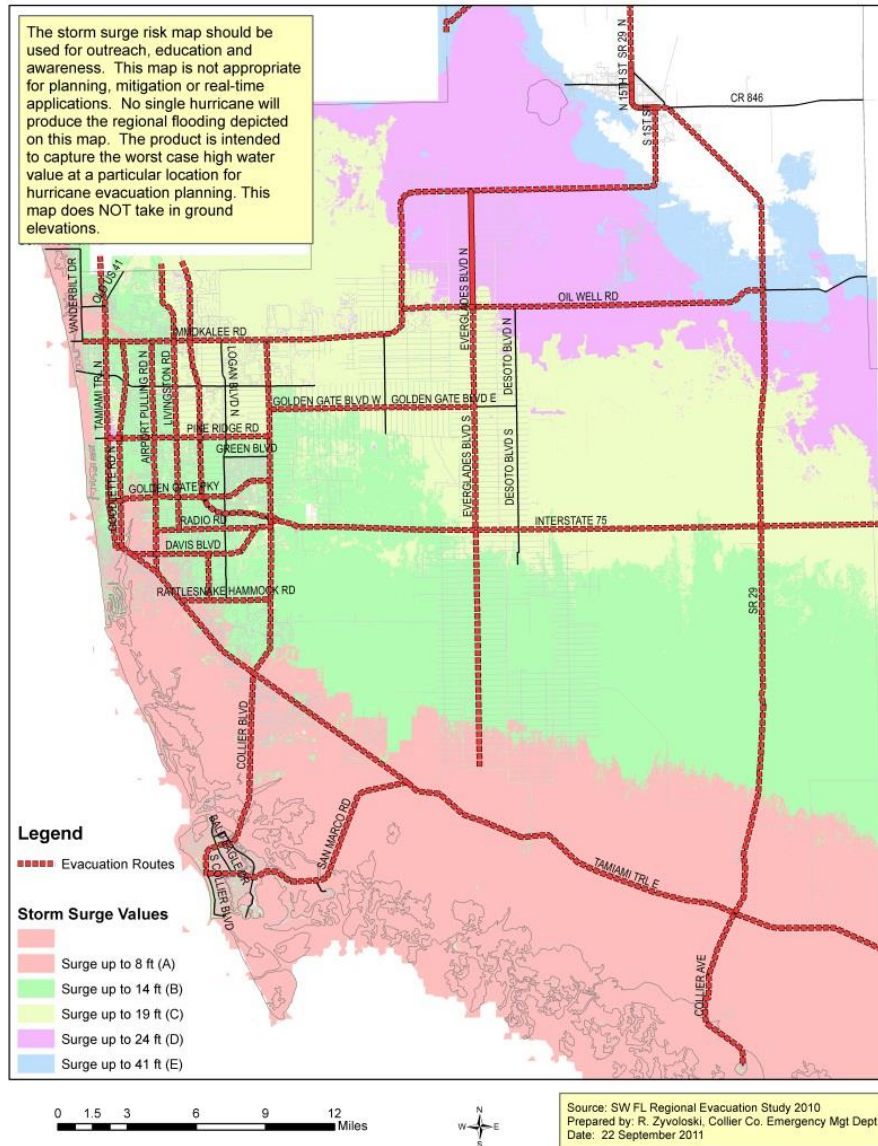 The storm surge risk map should be
used for outreach, education and
awareness. This map is not appropriate
for planning, mitigation or real-time
applications. No single hurricane will
produce the regional flooding depicted
on this map. The product is intended
to capture the worst case high water
value at a particular location for
hurricane evacuation planning. This
map does NOT take in ground
elevations.
N 15TH ST
SR 29 N
CR 846
S 1ST ST
VANDERBILT DR
OLD US 41
EVERGLADES BLVD N
OIL WELL RD
IMMOKALEE RD
TAMIAMI TRL N
AIRPORT PULLING RD N
LIVINGSTON RD
LOGAN BLVD N
DESOTO BLVD N
GOLDEN GATE BLVD W
GOLDEN GATE BLVD E
PINE RIDGE RD
GREEN BLVD
EVERGLADES BLVD S
DESOTO BLVD S
GOLDEN GATE PKY
RADIO RD
INTERSTATE 75
DAVIS BLVD
RATTLESNAKE HAMMOCK RD
SR 29
COLLIER BLVD
SAN MARCO RD
BALD EAGLE DR
S COLLIER BLVD
TAMIAMI TRL E
COLLIER AVE
Legend
Evacuation Routes
Storm Surge Values
Surge up to 8 ft (A)
Surge up to 14 ft (B)
Surge up to 19 ft (C)
Surge up to 24 ft (D)
Surge up to 41 ft (E)
0 1.5 3 6 9 12
Miles
N
W E
S
Source: SW FL Regional Evacuation Study 2010
Prepared by: R. Zyvoloski, Collier Co. Emergency Mgt Dept
Date: 22 September 2011